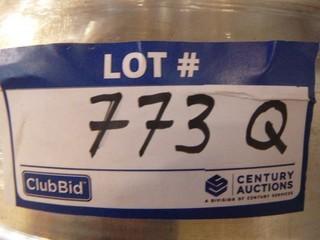 LOT #
773 Q
ClubBid
CENTURY
AUCTIONS
A DIVISION OF CENTURY SERVICES